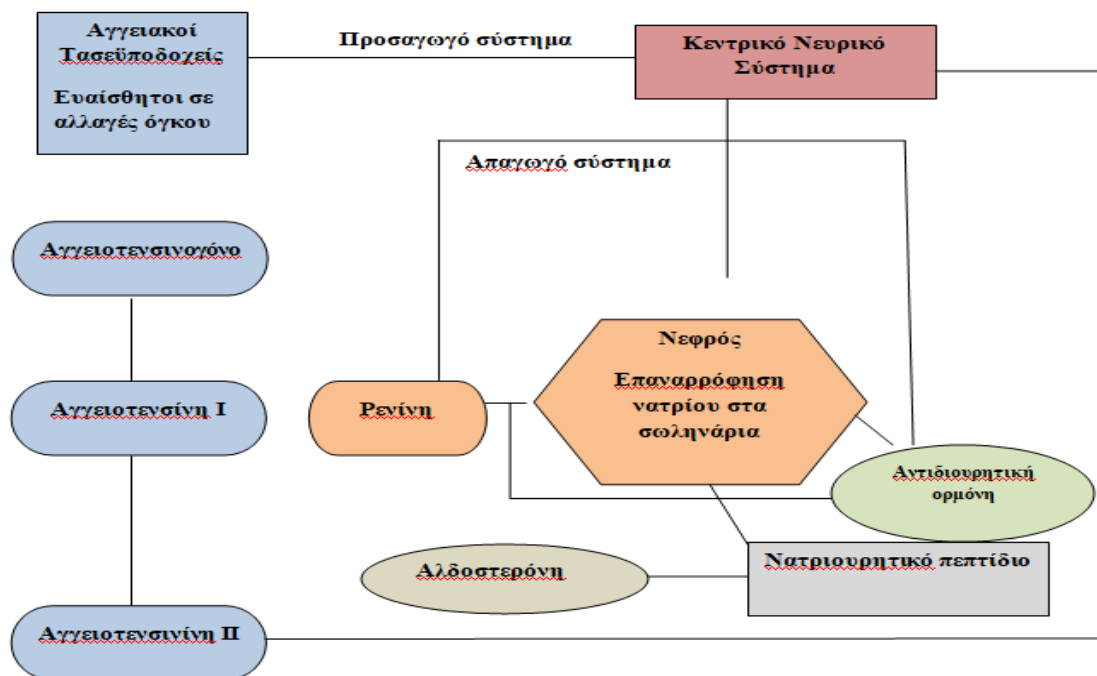 Αγγειακοί
Τασεϋποδοχείς
Ευαίσθητοι σε
αλλαγές όγκου
Προσαγωγό σύστημα
Κεντρικό Νευρικό
Σύστημα
Απαγωγό σύστημα
Αγγειοτενσινογόνο
Νεφρός
Επαναρρόφηση
νατρίου στα
σωληνάρια
Αγγειοτενσίνη Ι
Ρενίνη
Αντιδιουρητική
ορμόνη
Νατριουρητικό πεπτίδιο
Αλδοστερόνη
Αγγειοτενσινίνη ΙΙ